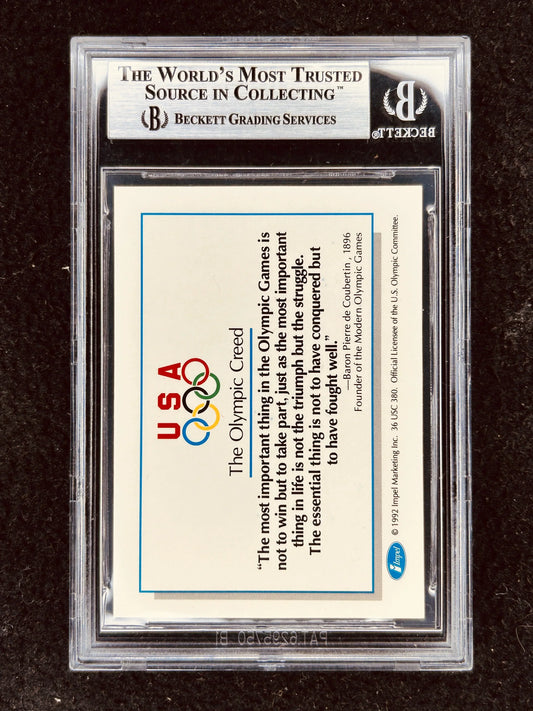 THE WORLD'S MOST TRUSTED
SOURCE IN COLLECTING™
BECKETT GRADING SERVICES
B
BECKETT
USA
The Olympic Creed
"The most important thing in the Olympic Games is
not to win but to take part, just as the most important
thing in life is not the triumph but the struggle.
The essential thing is not to have conquered but
to have fought well."
—Baron Pierre de Coubertin , 1896
Founder of the Modern Olympic Games
Impel
© 1992 Impel Marketing Inc. 36 USC 380. Official Licensee of the U.S. Olympic Committee.